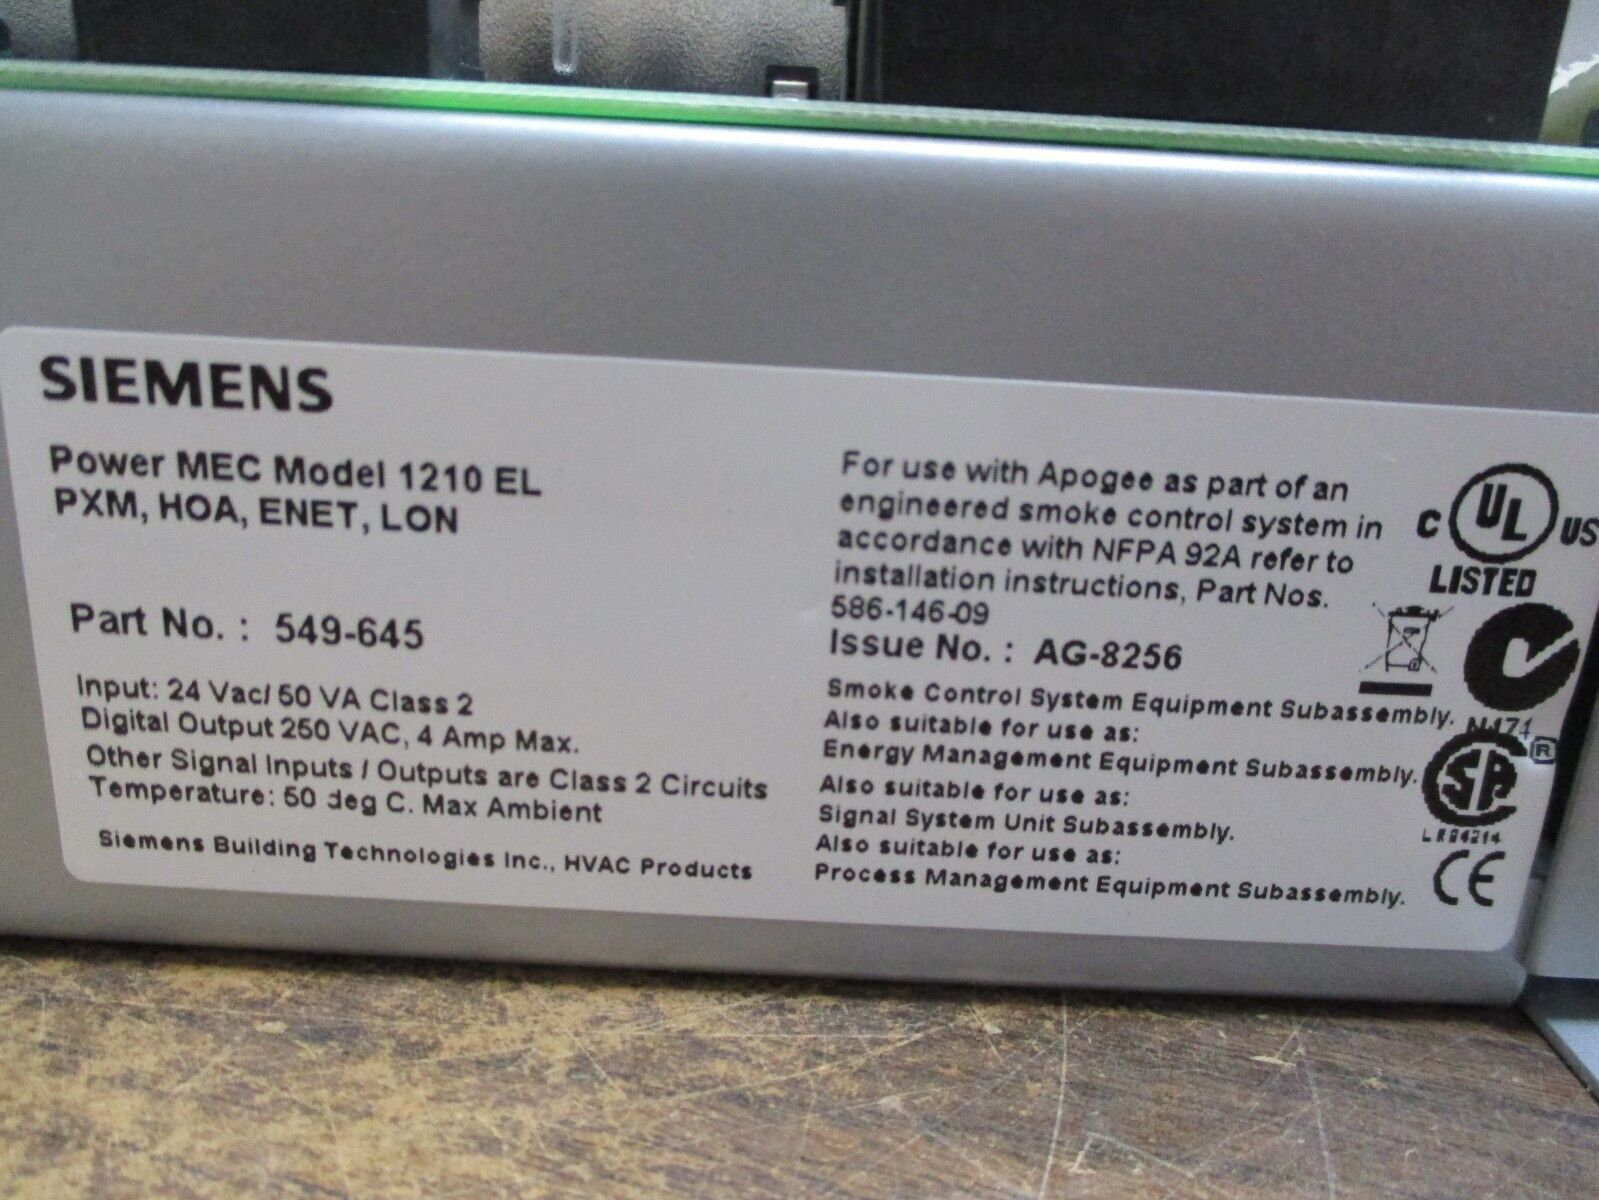 SIEMENS
Power MEC Model 1210 EL
PXM, HOA, ENET, LON
Part No. : 549-645
Input: 24 Vac/ 50 VA Class 2
Digital Output 250 VAC, 4 Amp Max.
Other Signal Inputs / Outputs are Class 2 Circuits
Temperature: 50 deg C. Max Ambient
Siemens Building Technologies Inc., HVAC Products
For use with Apogee as part of an
engineered smoke control system in
accordance with NFPA 92A refer to
installation instructions, Part Nos.
586-146-09
Issue No. : AG-8256
Smoke Control System Equipment Subassembly.
Also suitable for use as:
Energy Management Equipment Subassembly.
Also suitable for use as:
Signal System Unit Subassembly.
Also suitable for use as:
Process Management Equipment Subassembly.
C UL US
LISTED
N474
SA ®
LR94214
CE